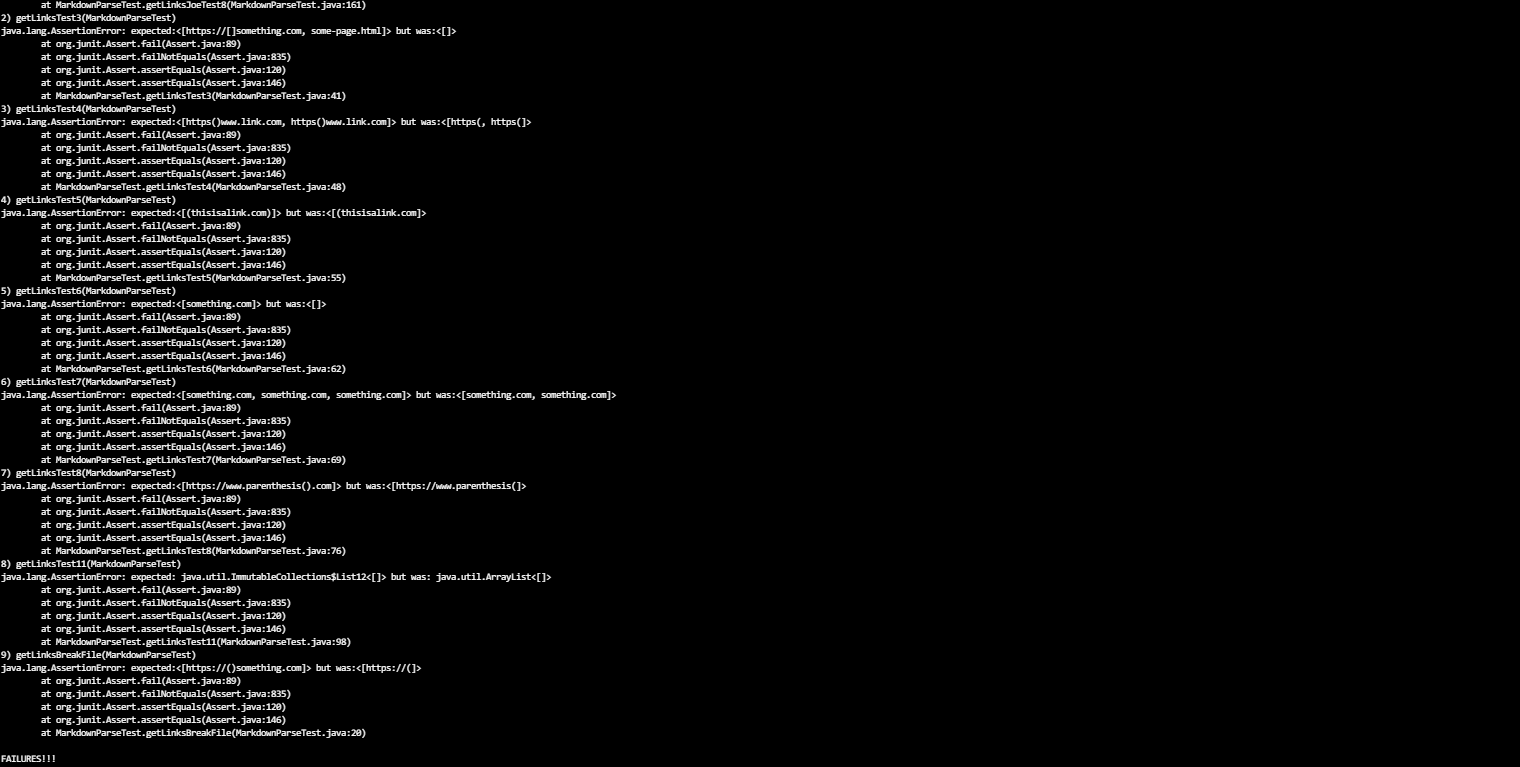 at MarkdownParseTest.getLinksJoeTest8(MarkdownParseTest.java:161)
2) getLinksTest3(MarkdownParseTest)
java.lang.AssertionError: expected:<[https://[]something.com, some-page.html]> but was:<[]>
at org.junit.Assert.fail(Assert.java:89)
at org.junit.Assert.failNotEquals(Assert.java:835)
at org.junit.Assert.assertEquals(Assert.java:120)
at org.junit.Assert.assertEquals(Assert.java:146)
at MarkdownParseTest.getLinksTest3(MarkdownParseTest.java:41)
3) getLinksTest4(MarkdownParseTest)
java.lang.AssertionError: expected:<[https()www.link.com, https()www.link.com]> but was:<[https(, https(]>
at org.junit.Assert.fail(Assert.java:89)
at org.junit.Assert.failNotEquals(Assert.java:835)
at org.junit.Assert.assertEquals(Assert.java:120)
at org.junit.Assert.assertEquals(Assert.java:146)
at MarkdownParseTest.getLinksTest4(MarkdownParseTest.java:48)
4) getLinksTest5(MarkdownParseTest)
java.lang.AssertionError: expected:<[(thisisalink.com)]> but was:<[(thisisalink.com]>
at org.junit.Assert.fail(Assert.java:89)
at org.junit.Assert.failNotEquals(Assert.java:835)
at org.junit.Assert.assertEquals(Assert.java:120)
at org.junit.Assert.assertEquals(Assert.java:146)
at MarkdownParseTest.getLinksTest5(MarkdownParseTest.java:55)
5) getLinksTest6(MarkdownParseTest)
java.lang.AssertionError: expected:<[something.com]> but was:<[]>
at org.junit.Assert.fail(Assert.java:89)
at org.junit.Assert.failNotEquals(Assert.java:835)
at org.junit.Assert.assertEquals(Assert.java:120)
at org.junit.Assert.assertEquals(Assert.java:146)
at MarkdownParseTest.getLinksTest6(MarkdownParseTest.java:62)
6) getLinksTest7(MarkdownParseTest)
java.lang.AssertionError: expected:<[something.com, something.com, something.com]> but was:<[something.com, something.com]>
at org.junit.Assert.fail(Assert.java:89)
at org.junit.Assert.failNotEquals(Assert.java:835)
at org.junit.Assert.assertEquals(Assert.java:120)
at org.junit.Assert.assertEquals(Assert.java:146)
at MarkdownParseTest.getLinksTest7(MarkdownParseTest.java:69)
7) getLinksTest8(MarkdownParseTest)
java.lang.AssertionError: expected:<[https://www.parenthesis().com]> but was:<[https://www.parenthesis(]>
at org.junit.Assert.fail(Assert.java:89)
at org.junit.Assert.failNotEquals(Assert.java:835)
at org.junit.Assert.assertEquals(Assert.java:120)
at org.junit.Assert.assertEquals(Assert.java:146)
at MarkdownParseTest.getLinksTest8(MarkdownParseTest.java:76)
8) getLinksTest11(MarkdownParseTest)
java.lang.AssertionError: expected: java.util.ImmutableCollections$List12<[]> but was: java.util.ArrayList<[]>
at org.junit.Assert.fail(Assert.java:89)
at org.junit.Assert.failNotEquals(Assert.java:835)
at org.junit.Assert.assertEquals(Assert.java:120)
at org.junit.Assert.assertEquals(Assert.java:146)
at MarkdownParseTest.getLinksTest11(MarkdownParseTest.java:98)
9) getLinksBreakFile(MarkdownParseTest)
java.lang.AssertionError: expected:<[https://()something.com]> but was:<[https://(]>
at org.junit.Assert.fail(Assert.java:89)
at org.junit.Assert.failNotEquals(Assert.java:835)
at org.junit.Assert.assertEquals(Assert.java:120)
at org.junit.Assert.assertEquals(Assert.java:146)
at MarkdownParseTest.getLinksBreakFile(MarkdownParseTest.java:20)
FAILURES!!!